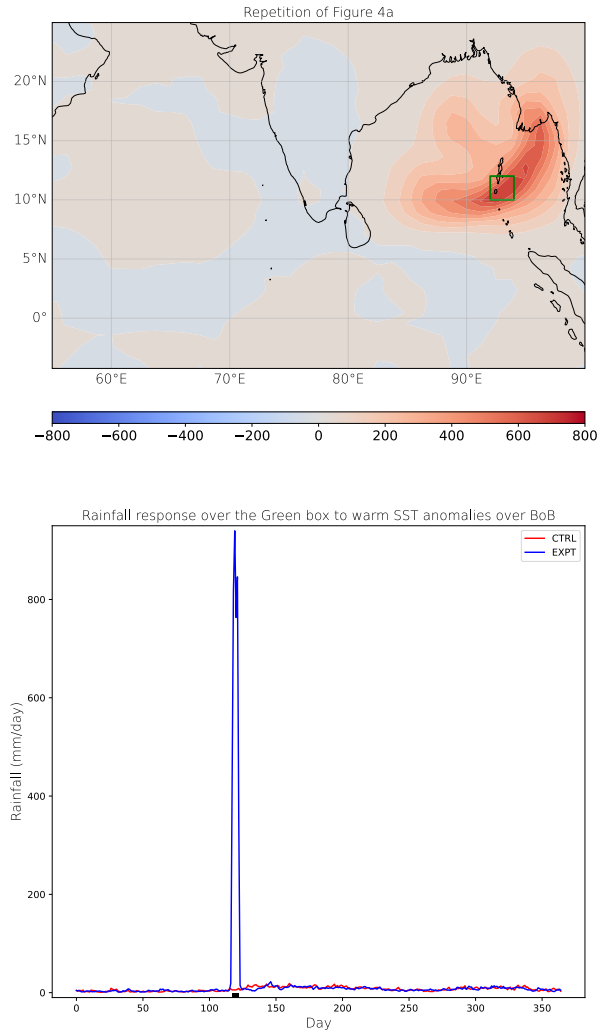 Repetition of Figure 4a
20°N
15°N
10°N
5°N
0°
60°E 70°E 80°E 90°E
−800 −600 −400 −200 0 200 400 600 800
Rainfall response over the Green box to warm SST anomalies over BoB
CTRL
EXPT
800
600
400
200
0
Rainfall (mm/day)
0 50 100 150 200 250 300 350
Day